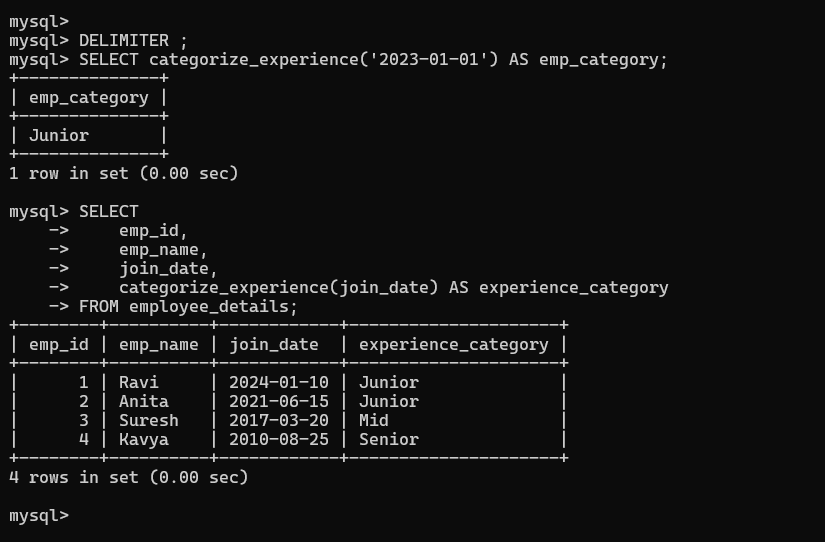 mysql>
mysql> DELIMITER ;
mysql> SELECT categorize_experience('2023-01-01') AS emp_category;
+--------------+
| emp_category |
+--------------+
| Junior       |
+--------------+
1 row in set (0.00 sec)

mysql> SELECT
    ->     emp_id,
    ->     emp_name,
    ->     join_date,
    ->     categorize_experience(join_date) AS experience_category
    -> FROM employee_details;
+--------+----------+------------+---------------------+
| emp_id | emp_name | join_date  | experience_category |
+--------+----------+------------+---------------------+
|      1 | Ravi     | 2024-01-10 | Junior              |
|      2 | Anita    | 2021-06-15 | Junior              |
|      3 | Suresh   | 2017-03-20 | Mid                 |
|      4 | Kavya    | 2010-08-25 | Senior              |
+--------+----------+------------+---------------------+
4 rows in set (0.00 sec)

mysql>